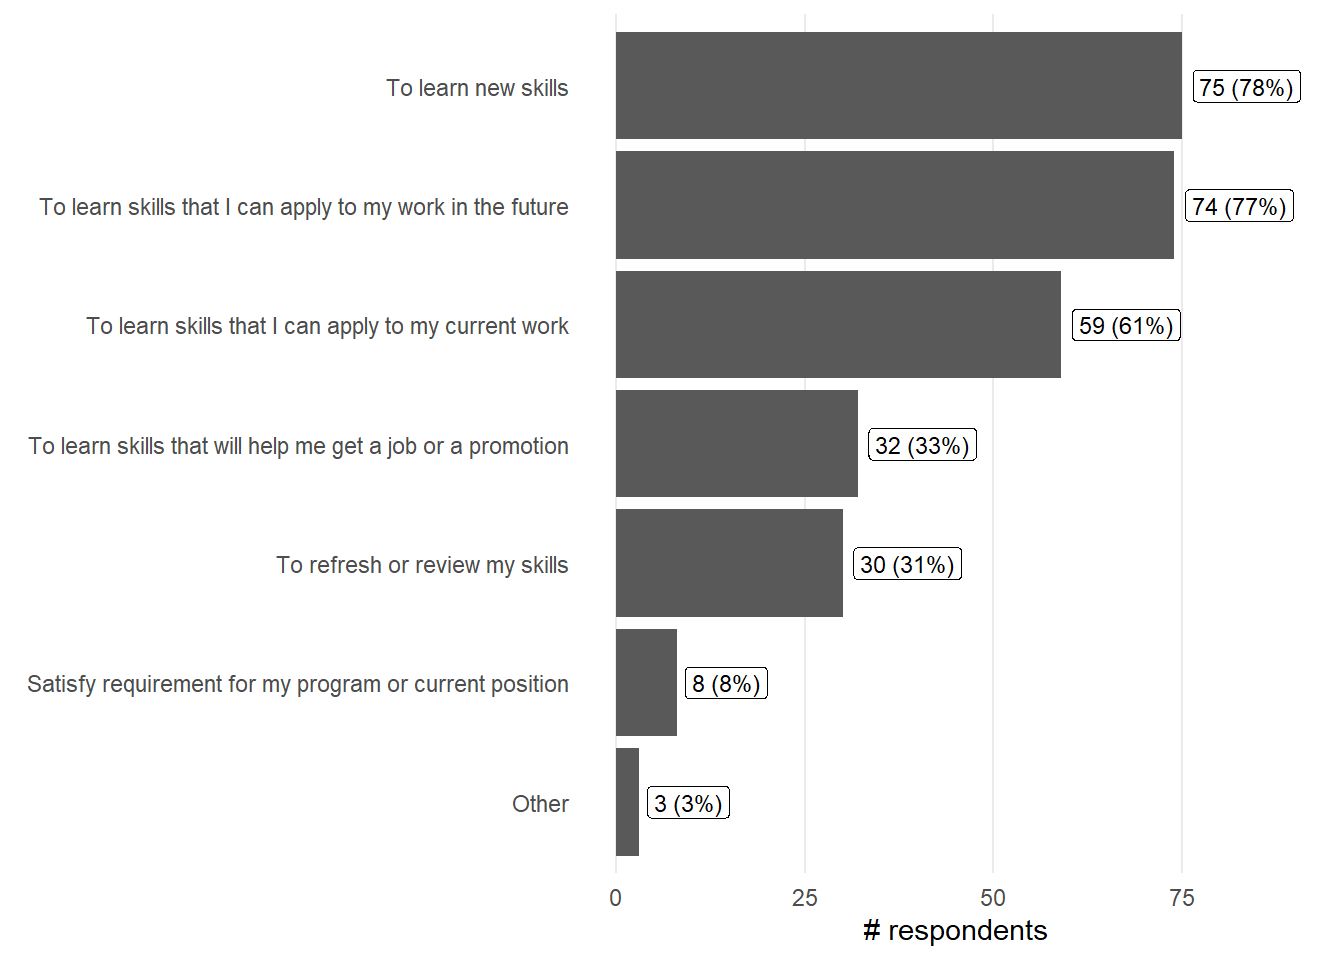 To learn new skills
75 (78%)
To learn skills that I can apply to my work in the future
74 (77%)
To learn skills that I can apply to my current work
59 (61%)
To learn skills that will help me get a job or a promotion
32 (33%)
To refresh or review my skills
30 (31%)
Satisfy requirement for my program or current position
8 (8%)
Other
3 (3%)
0 25 50 75
# respondents